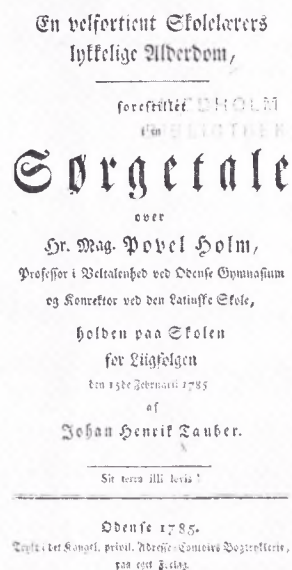 En velfortient Skolelærers
lykkelige Alderdom,
forestillet
i en
Sørgetale
over
Hr. Mag. Povel Holm,
Professor i Veltalenhed ved Odense Gymnasium
og Konrektor ved den Latinske Skole,
holden paa Skolen
for Liigfølgen
den 15de Februarii 1785
af
Johan Henrik Tauber.
Sit terra illi levis!
Odense 1785.
Trykt i det Kongel. privil. Adresse-Contoirs Bogtrykkerie,
paa eget Forlag.